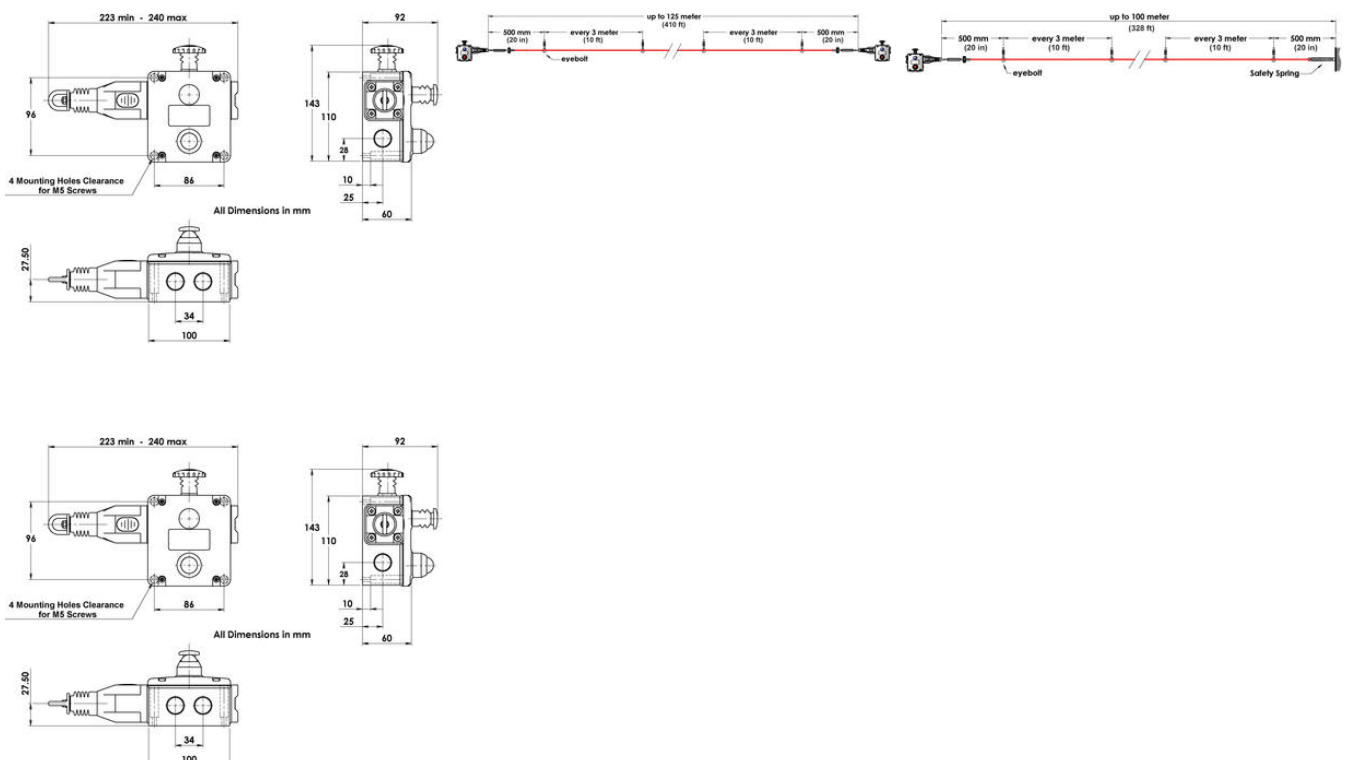 223 min - 240 max
96
4 Mounting Holes Clearance
for M5 Screws
86
92
143
110
28
10
25
60
All Dimensions in mm
27.50
34
100
up to 125 meter
(410 ft)
500 mm
(20 in)
every 3 meter
(10 ft)
every 3 meter
(10 ft)
500 mm
(20 in)
eyebolt
up to 100 meter
(328 ft)
500 mm
(20 in)
every 3 meter
(10 ft)
every 3 meter
(10 ft)
500 mm
(20 in)
eyebolt
Safety Spring
223 min - 240 max
96
4 Mounting Holes Clearance
for M5 Screws
86
92
143
110
28
10
25
60
All Dimensions in mm
27.50
34
100